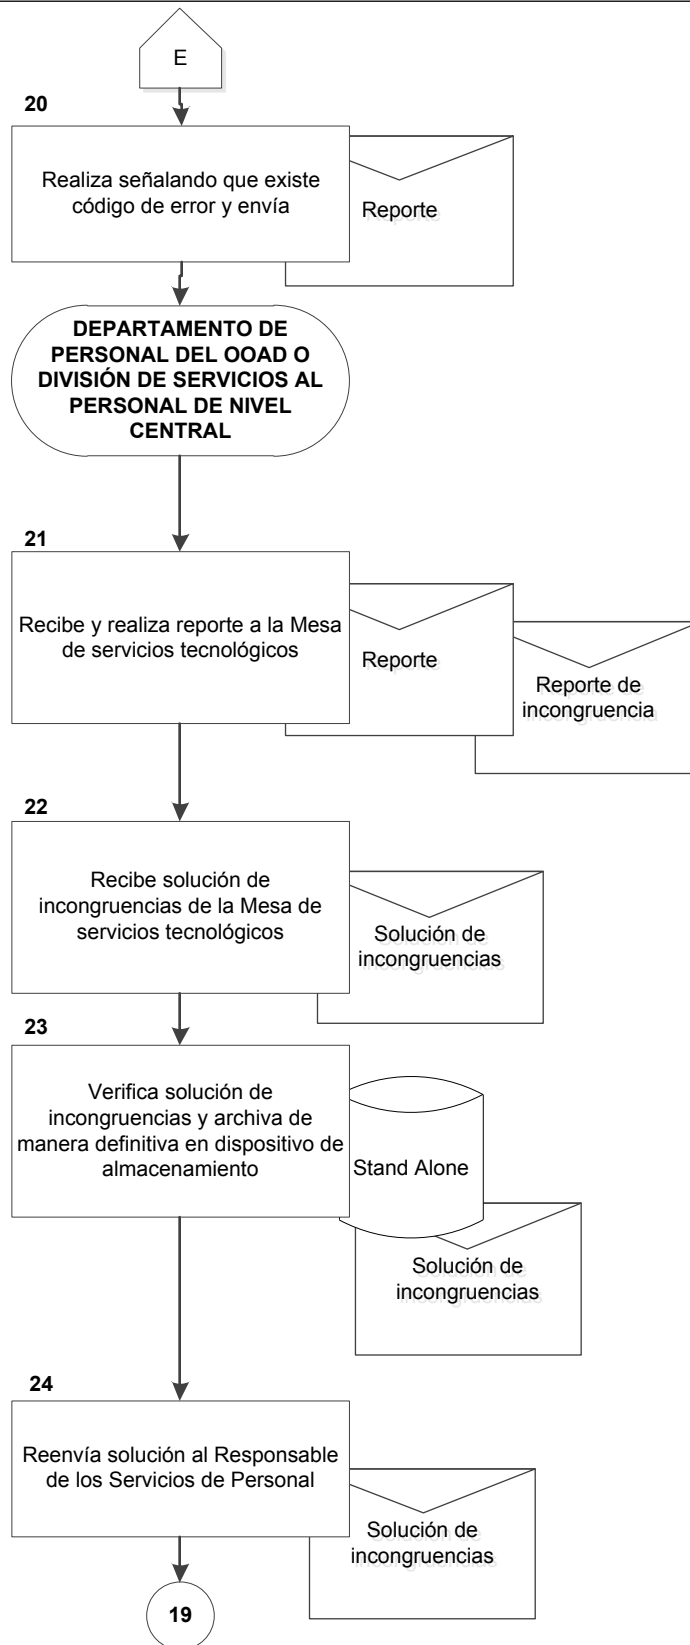 E
20
Realiza señalando que existe
código de error y envía
Reporte
DEPARTAMENTO DE
PERSONAL DEL OOAD O
DIVISIÓN DE SERVICIOS AL
PERSONAL DE NIVEL
CENTRAL
21
Recibe y realiza reporte a la Mesa
de servicios tecnológicos
Reporte
Reporte de
incongruencia
22
Recibe solución de
incongruencias de la Mesa de
servicios tecnológicos
Solución de
incongruencias
23
Verifica solución de
incongruencias y archiva de
manera definitiva en dispositivo de
almacenamiento
Stand Alone
Solución de
incongruencias
24
Reenvía solución al Responsable
de los Servicios de Personal
Solución de
incongruencias
19